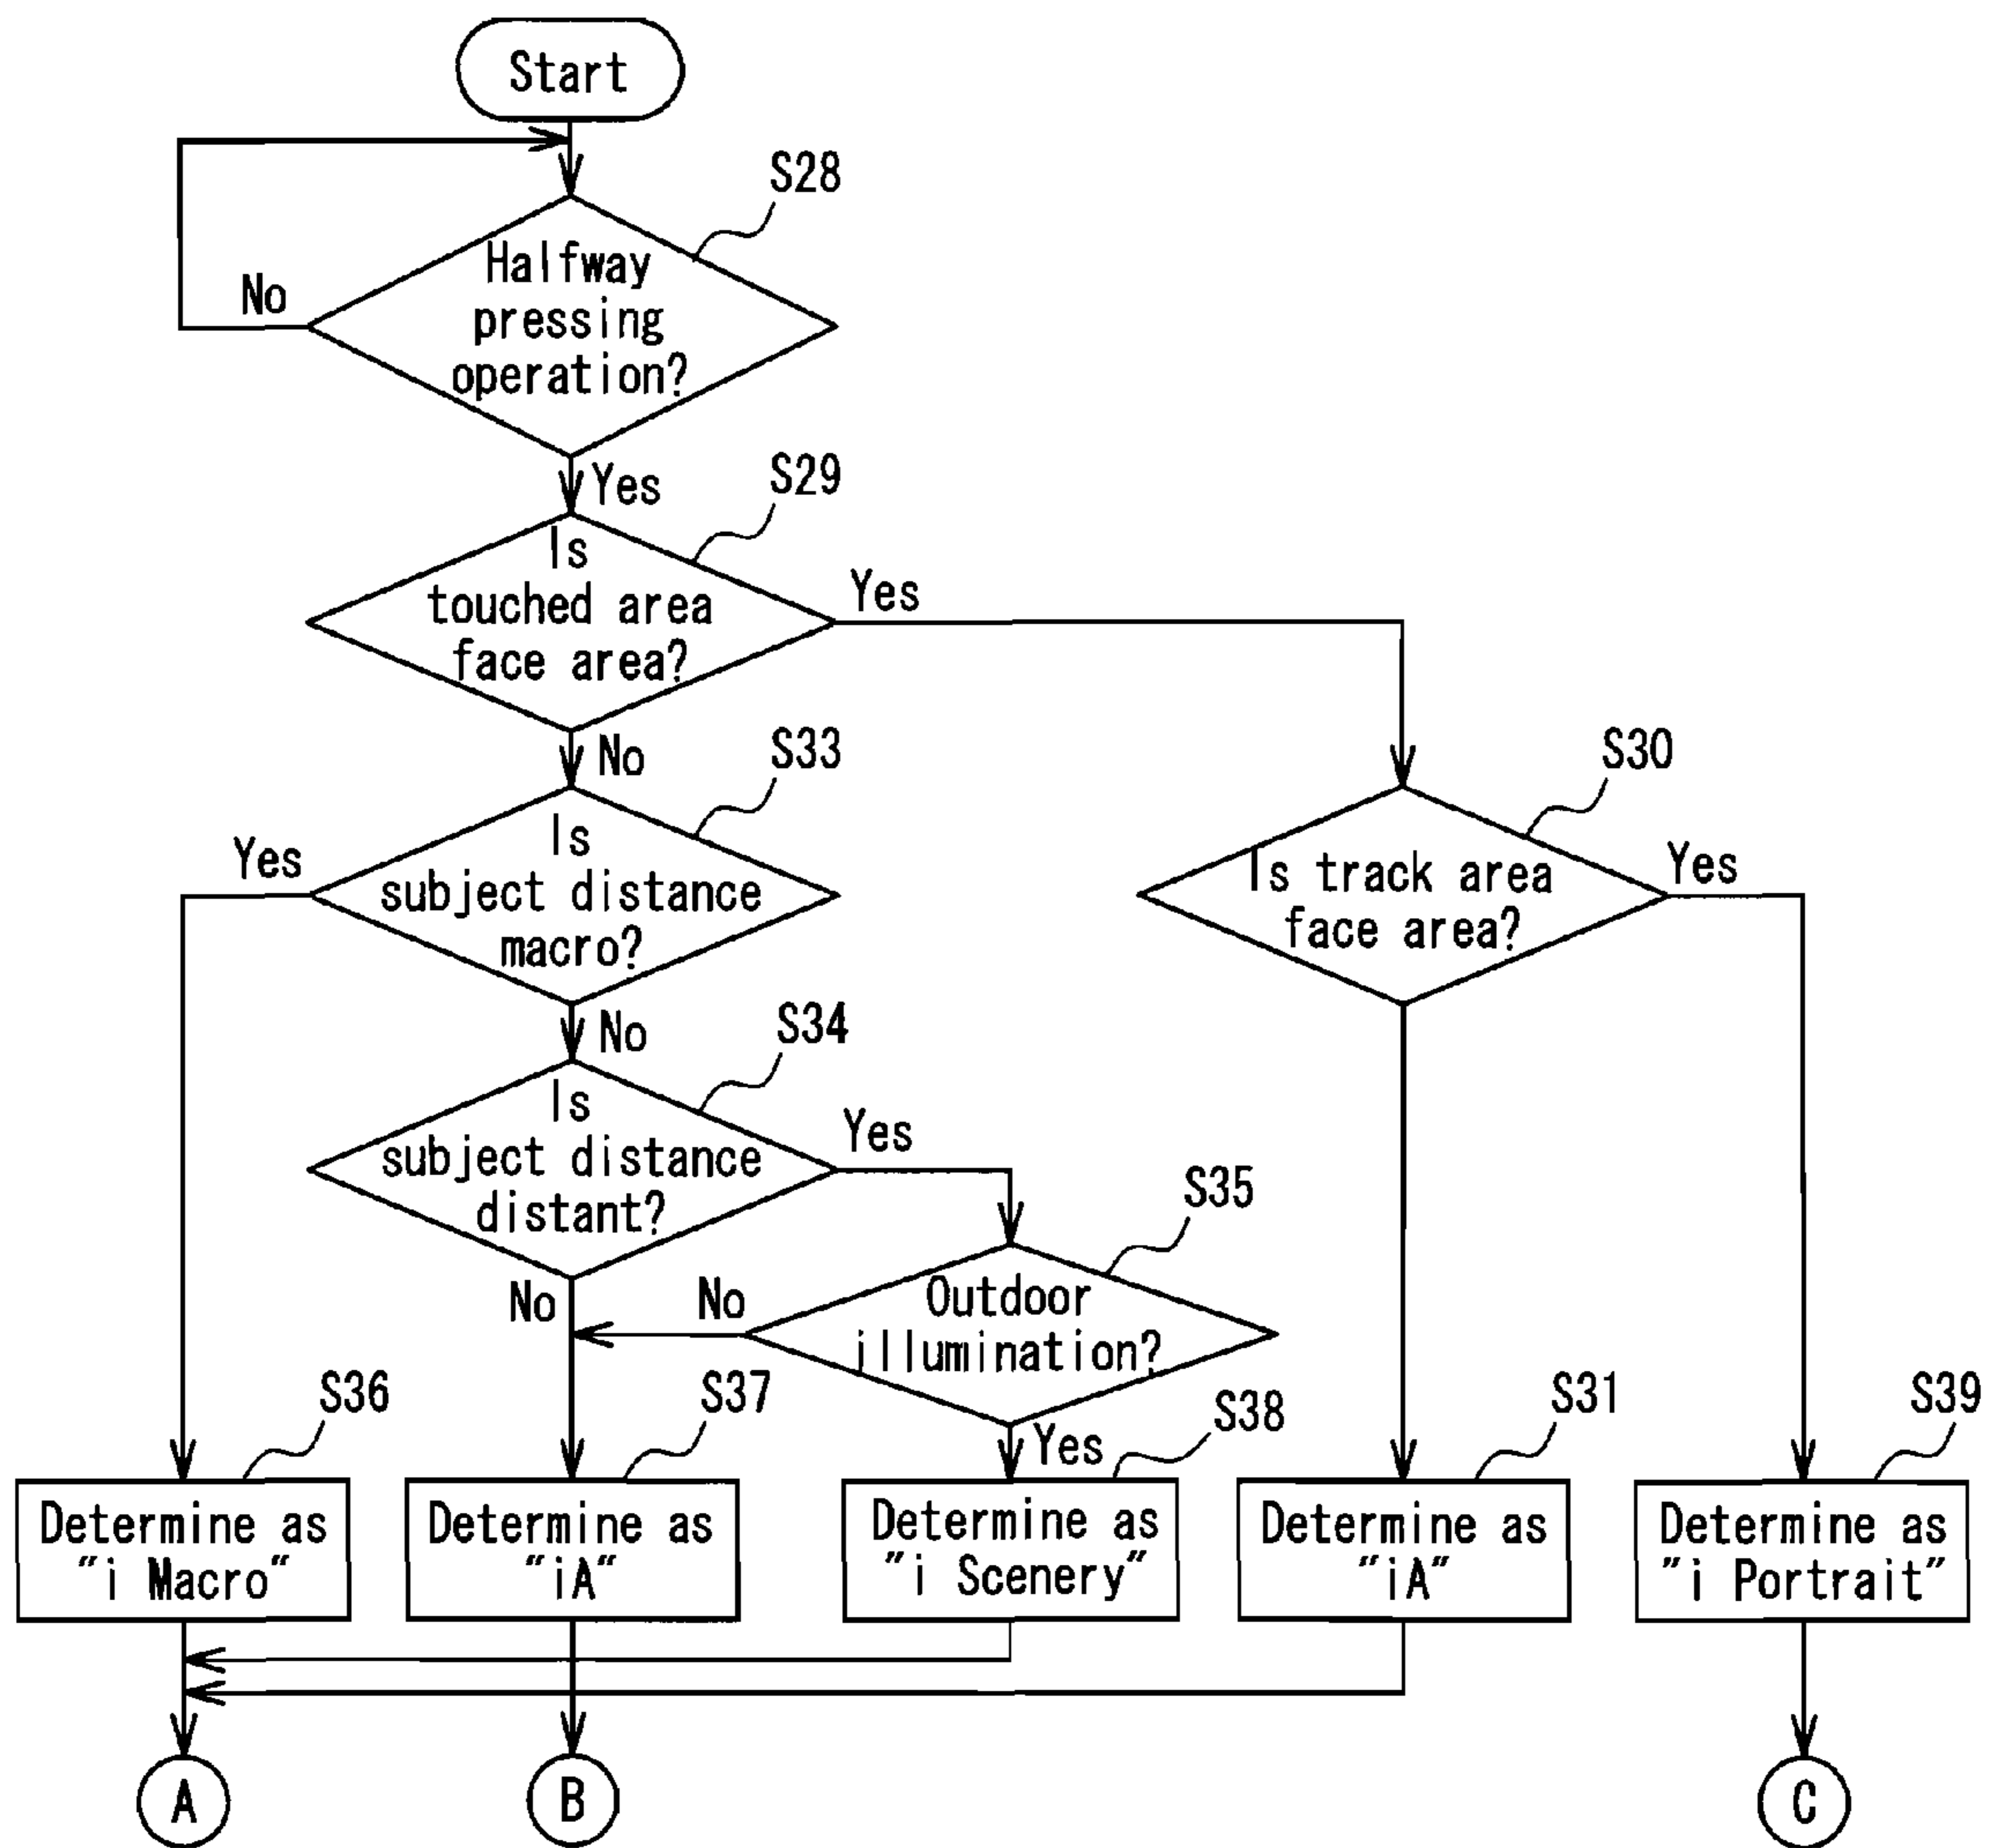 Start
S28
Halfway
pressing
operation?
No
Yes
S29
Is
touched area
face area?
Yes
No
S33
Is
subject distance
macro?
Yes
S30
Is track area
face area?
Yes
No
S34
Is
subject distance
distant?
Yes
S35
Outdoor
illumination?
No
No
Yes
S36
Determine as
"i Macro"
S37
Determine as
"iA"
S38
Determine as
"i Scenery"
S31
Determine as
"iA"
S39
Determine as
"i Portrait"
A
B
C